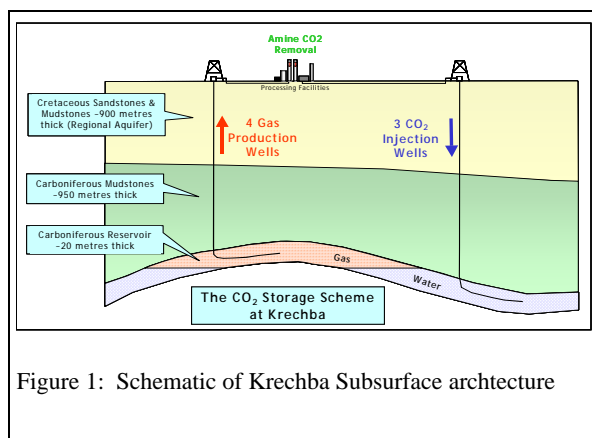 Amine CO2
Removal
Processing Facilities
Cretaceous Sandstones &
Mudstones ~900 metres
thick (Regional Aquifer)
4 Gas
Production
Wells
3 CO₂
Injection
Wells
Carboniferous Mudstones
~950 metres thick
Carboniferous Reservoir
~20 metres thick
Gas
Water
The CO₂ Storage Scheme
at Krechba
Figure 1: Schematic of Krechba Subsurface archtecture